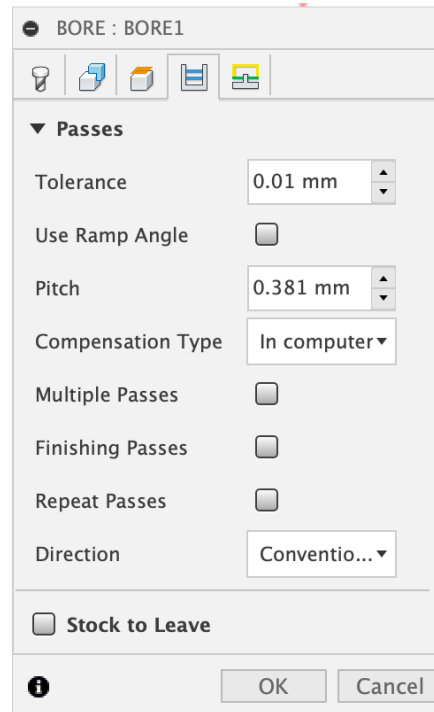 BORE : BORE1
Passes
Tolerance 0.01 mm
Use Ramp Angle
Pitch 0.381 mm
Compensation Type In computer
Multiple Passes
Finishing Passes
Repeat Passes
Direction Conventio...
Stock to Leave
OK Cancel